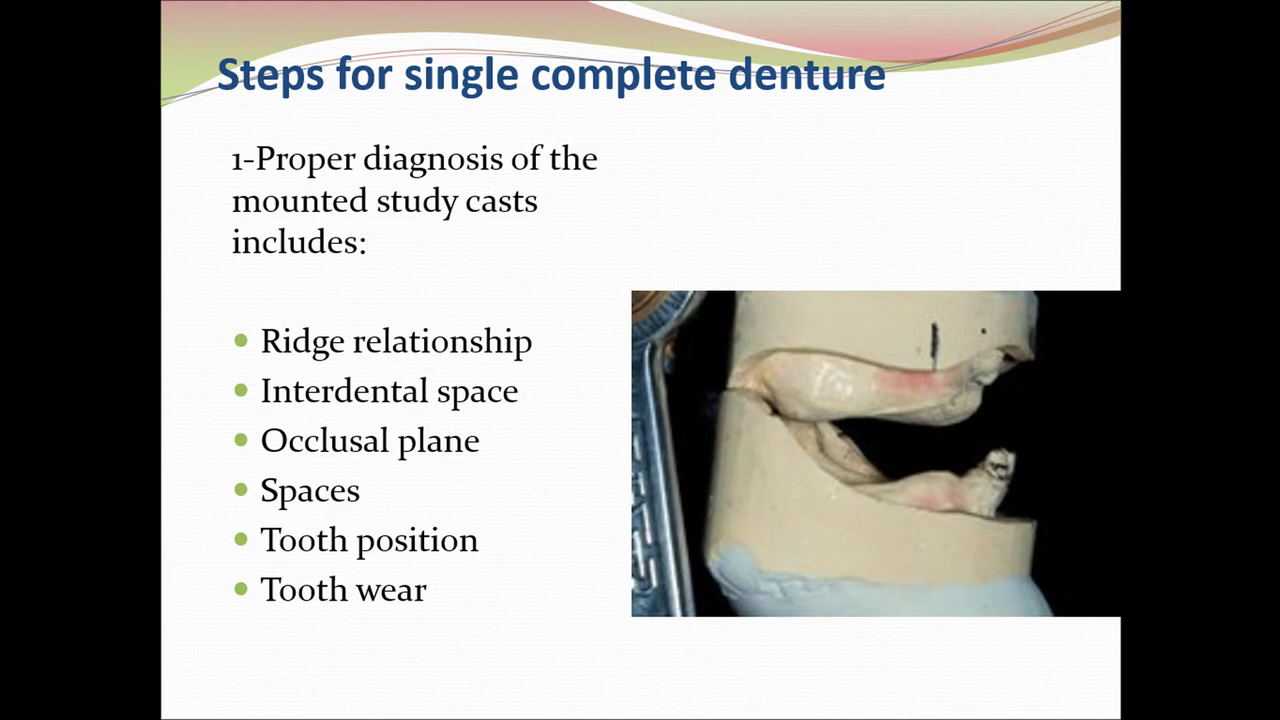 Steps for single complete denture
1-Proper diagnosis of the
mounted study casts
includes:
• Ridge relationship
• Interdental space
• Occlusal plane
• Spaces
• Tooth position
• Tooth wear